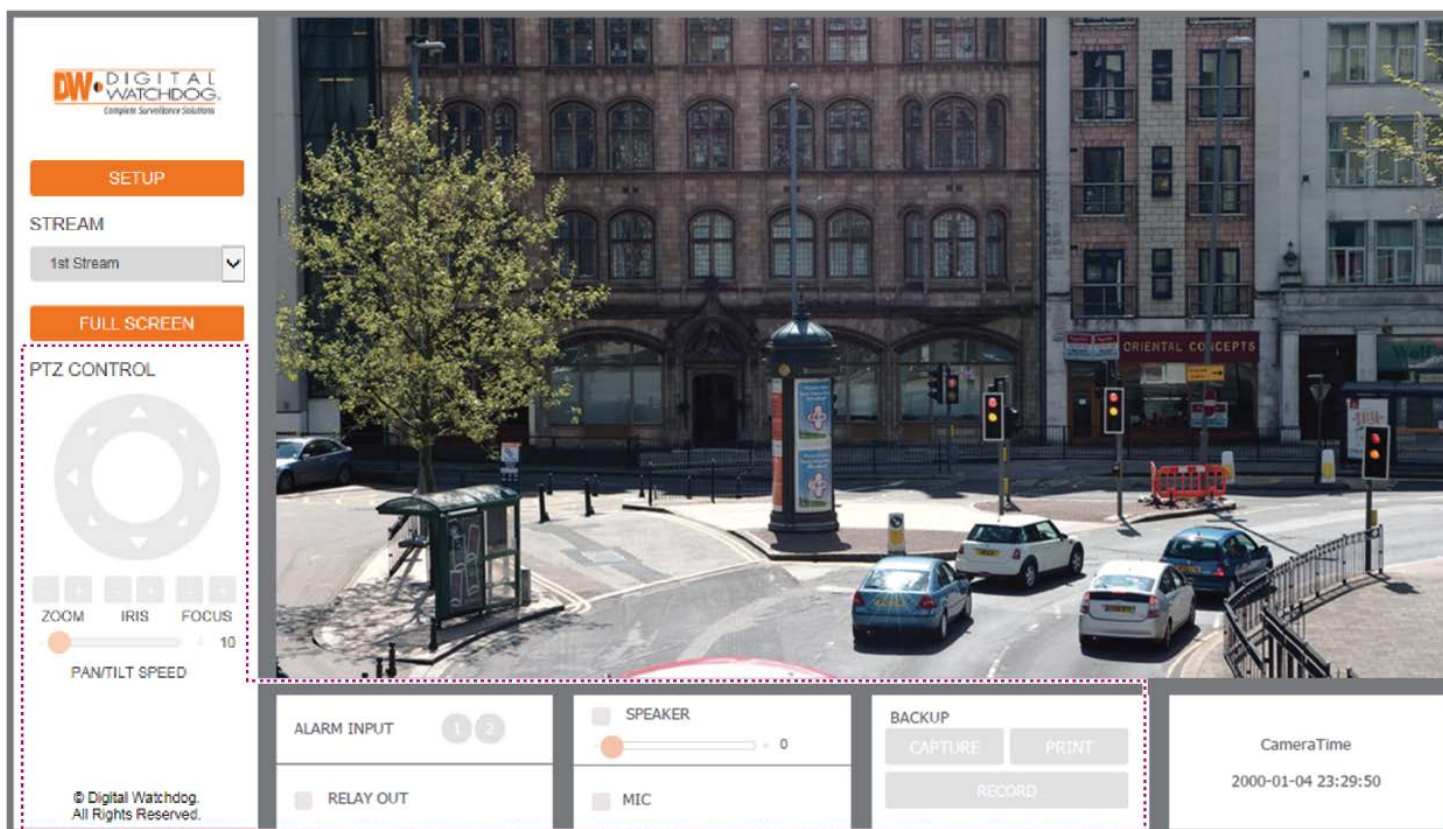 DW DIGITAL
WATCHDOG.
Complete Surveillance Solutions
SETUP
STREAM
1st Stream
FULL SCREEN
PTZ CONTROL
- + - + - +
ZOOM IRIS FOCUS
- + 10
PAN/TILT SPEED
© Digital Watchdog.
All Rights Reserved.
ORIENTAL CONCEPTS
ALARM INPUT 1 2
RELAY OUT
SPEAKER
- + 0
MIC
BACKUP
CAPTURE PRINT
RECORD
CameraTime
2000-01-04 23:29:50